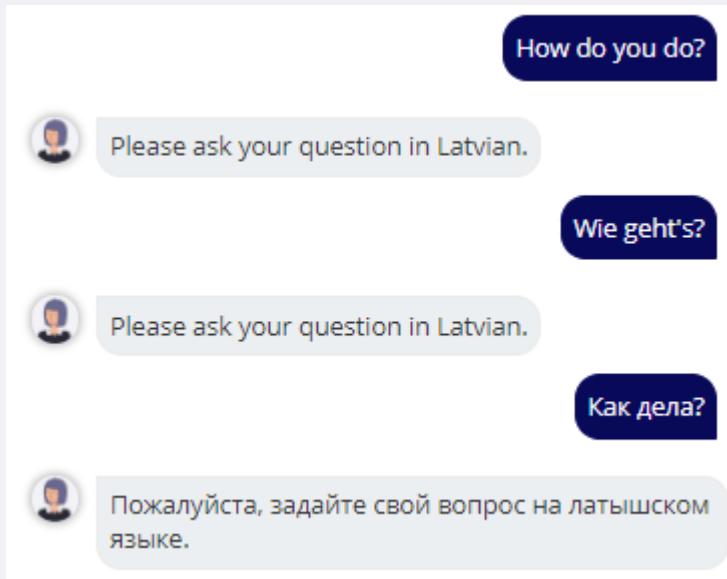 How do you do?
Please ask your question in Latvian.
Wie geht's?
Please ask your question in Latvian.
Как дела?
Пожалуйста, задайте свой вопрос на латышском
языке.